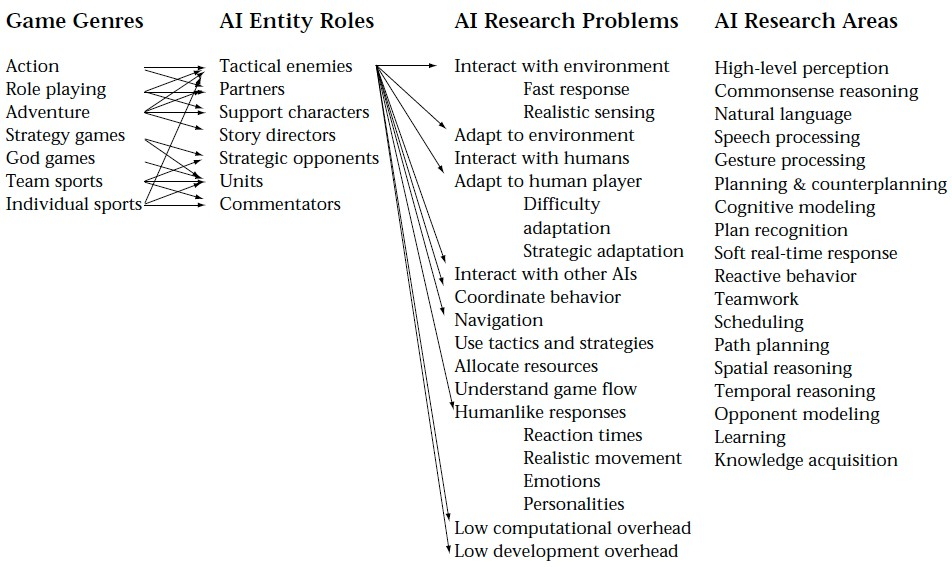 Game Genres
Action
Role playing
Adventure
Strategy games
God games
Team sports
Individual sports
AI Entity Roles
Tactical enemies
Partners
Support characters
Story directors
Strategic opponents
Units
Commentators
AI Research Problems
Interact with environment
Fast response
Realistic sensing
Adapt to environment
Interact with humans
Adapt to human player
Difficulty
adaptation
Strategic adaptation
Interact with other AIs
Coordinate behavior
Navigation
Use tactics and strategies
Allocate resources
Understand game flow
Humanlike responses
Reaction times
Realistic movement
Emotions
Personalities
Low computational overhead
Low development overhead
AI Research Areas
High-level perception
Commonsense reasoning
Natural language
Speech processing
Gesture processing
Planning & counterplanning
Cognitive modeling
Plan recognition
Soft real-time response
Reactive behavior
Teamwork
Scheduling
Path planning
Spatial reasoning
Temporal reasoning
Opponent modeling
Learning
Knowledge acquisition